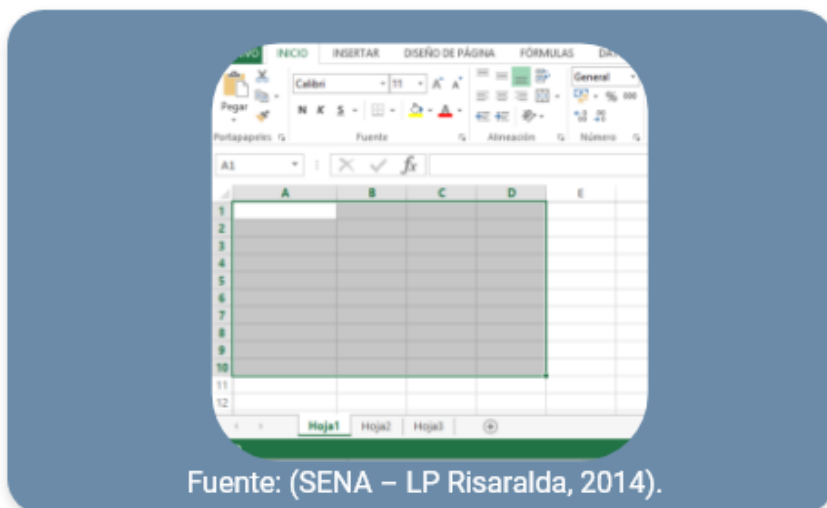 INICIO INSERTAR DISEÑO DE PÁGINA FÓRMULAS
Calibri 11 A A General
Pegar N K S A % 000
Portapapeles Fuente Alineación Número
A1 fx
A B C D E
1
2
3
4
5
6
7
8
9
10
11
12
Hoja1 Hoja2 Hoja3
Fuente: (SENA – LP Risaralda, 2014).